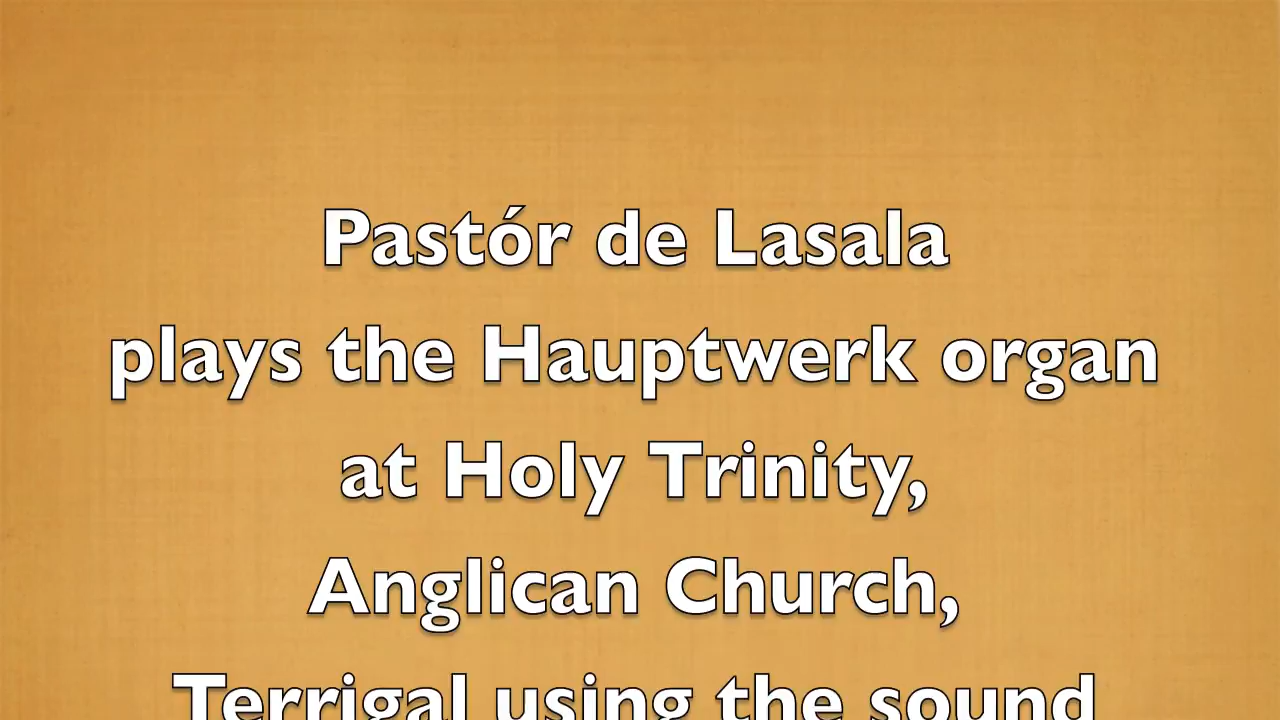 Pastór de Lasala
plays the Hauptwerk organ
at Holy Trinity,
Anglican Church,
Terrigal using the sound